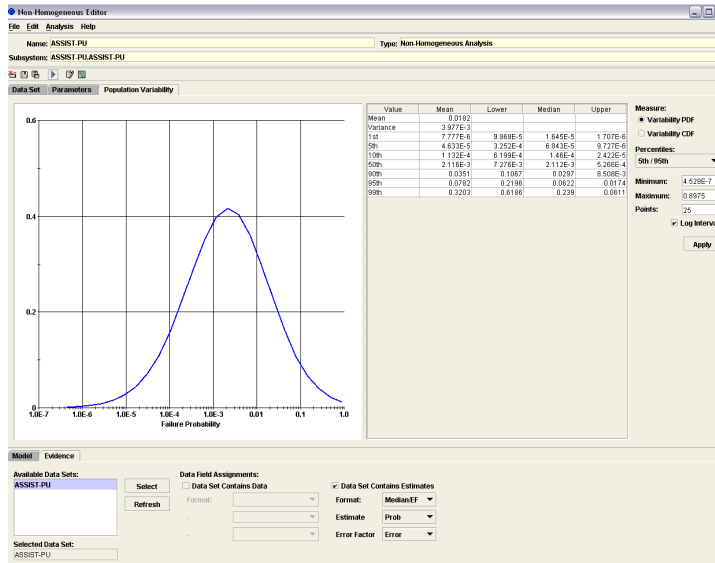 Non-Homogeneous Editor
File Edit Analysis Help
Name: ASSIST-PU Type: Non-Homogeneous Analysis
Subsystem: ASSIST-PU.ASSIST-PU
Data Set Parameters Population Variability
Value Mean Lower Median Upper
Mean 0.0182
Variance 3.977E-3
1st 7.777E-6 9.969E-5 1.645E-5 1.707E-6
5th 4.633E-5 3.252E-4 6.843E-5 9.727E-6
10th 1.132E-4 6.199E-4 1.46E-4 2.422E-5
50th 2.116E-3 7.276E-3 2.112E-3 5.266E-4
90th 0.0351 0.1067 0.0297 8.508E-3
95th 0.0782 0.2196 0.0622 0.0174
99th 0.3203 0.6186 0.239 0.0611
Measure:
Variability PDF
Variability CDF
Percentiles:
5th / 95th
Minimum: 4.528E-7
Maximum: 0.8975
Points: 25
Log Interva
Apply
0.6
0.4
0.2
0
1.0E-7 1.0E-6 1.0E-5 1.0E-4 1.0E-3 0.01 0.1 1.0
Failure Probability
Model Evidence
Available Data Sets:
ASSIST-PU
Select
Refresh
Selected Data Set:
ASSIST-PU
Data Field Assignments:
Data Set Contains Data
Format:
.
.
Data Set Contains Estimates
Format: Median/EF
Estimate Prob
Error Factor Error